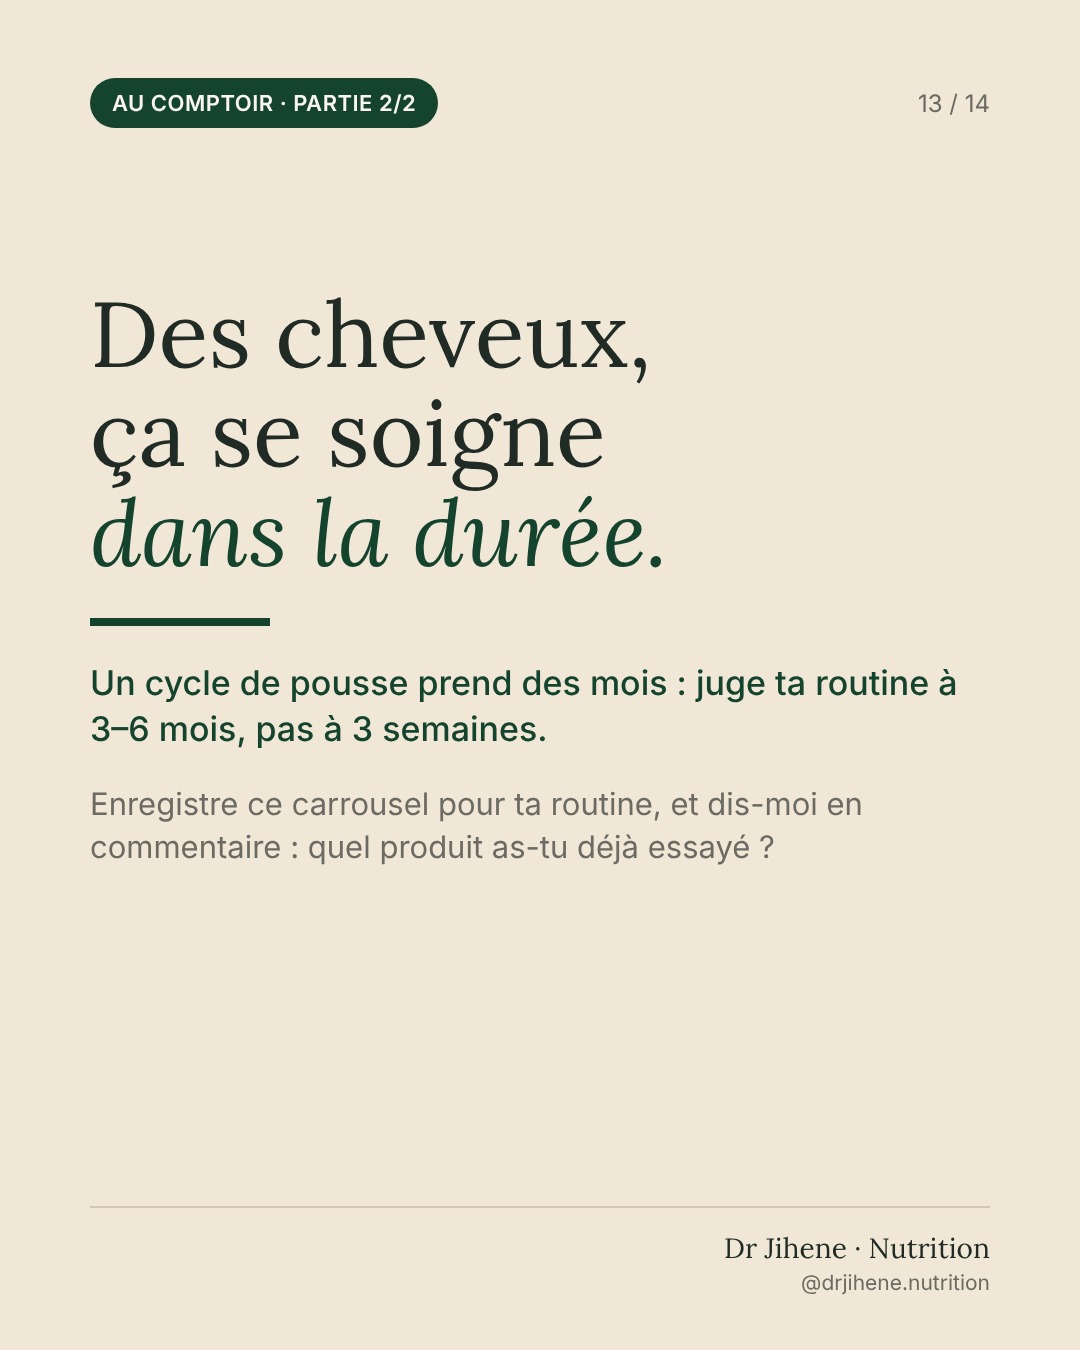 AU COMPTOIR · PARTIE 2/2
13 / 14
Des cheveux,
ça se soigne
dans la durée.
Un cycle de pousse prend des mois : juge ta routine à
3–6 mois, pas à 3 semaines.
Enregistre ce carrousel pour ta routine, et dis-moi en
commentaire : quel produit as-tu déjà essayé ?
Dr Jihene · Nutrition
@drjihene.nutrition